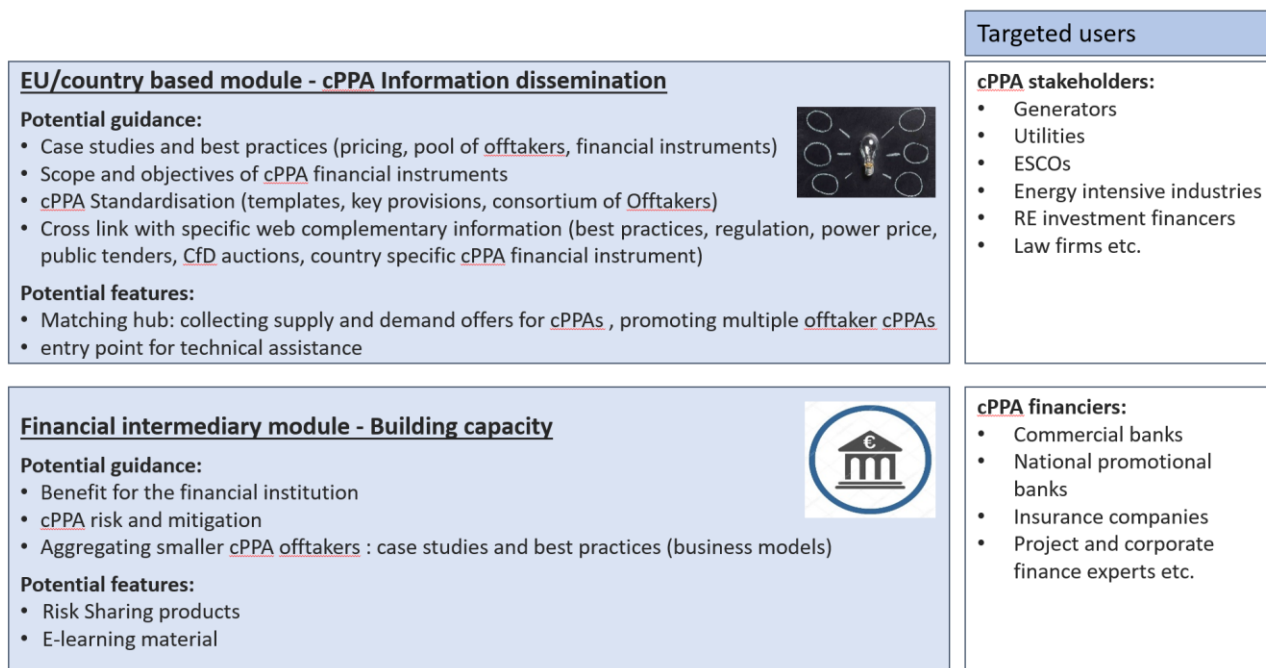 Targeted users
EU/country based module - cPPA Information dissemination
Potential guidance:
• Case studies and best practices (pricing, pool of offtakers, financial instruments)
• Scope and objectives of cPPA financial instruments
• cPPA Standardisation (templates, key provisions, consortium of Offtakers)
• Cross link with specific web complementary information (best practices, regulation, power price,
public tenders, CfD auctions, country specific cPPA financial instrument)
Potential features:
• Matching hub: collecting supply and demand offers for cPPAs , promoting multiple offtaker cPPAs
• entry point for technical assistance
cPPA stakeholders:
• Generators
• Utilities
• ESCOs
• Energy intensive industries
• RE investment financers
• Law firms etc.
Financial intermediary module - Building capacity
Potential guidance:
• Benefit for the financial institution
• cPPA risk and mitigation
• Aggregating smaller cPPA offtakers : case studies and best practices (business models)
Potential features:
• Risk Sharing products
• E-learning material
€
cPPA financiers:
• Commercial banks
• National promotional
banks
• Insurance companies
• Project and corporate
finance experts etc.